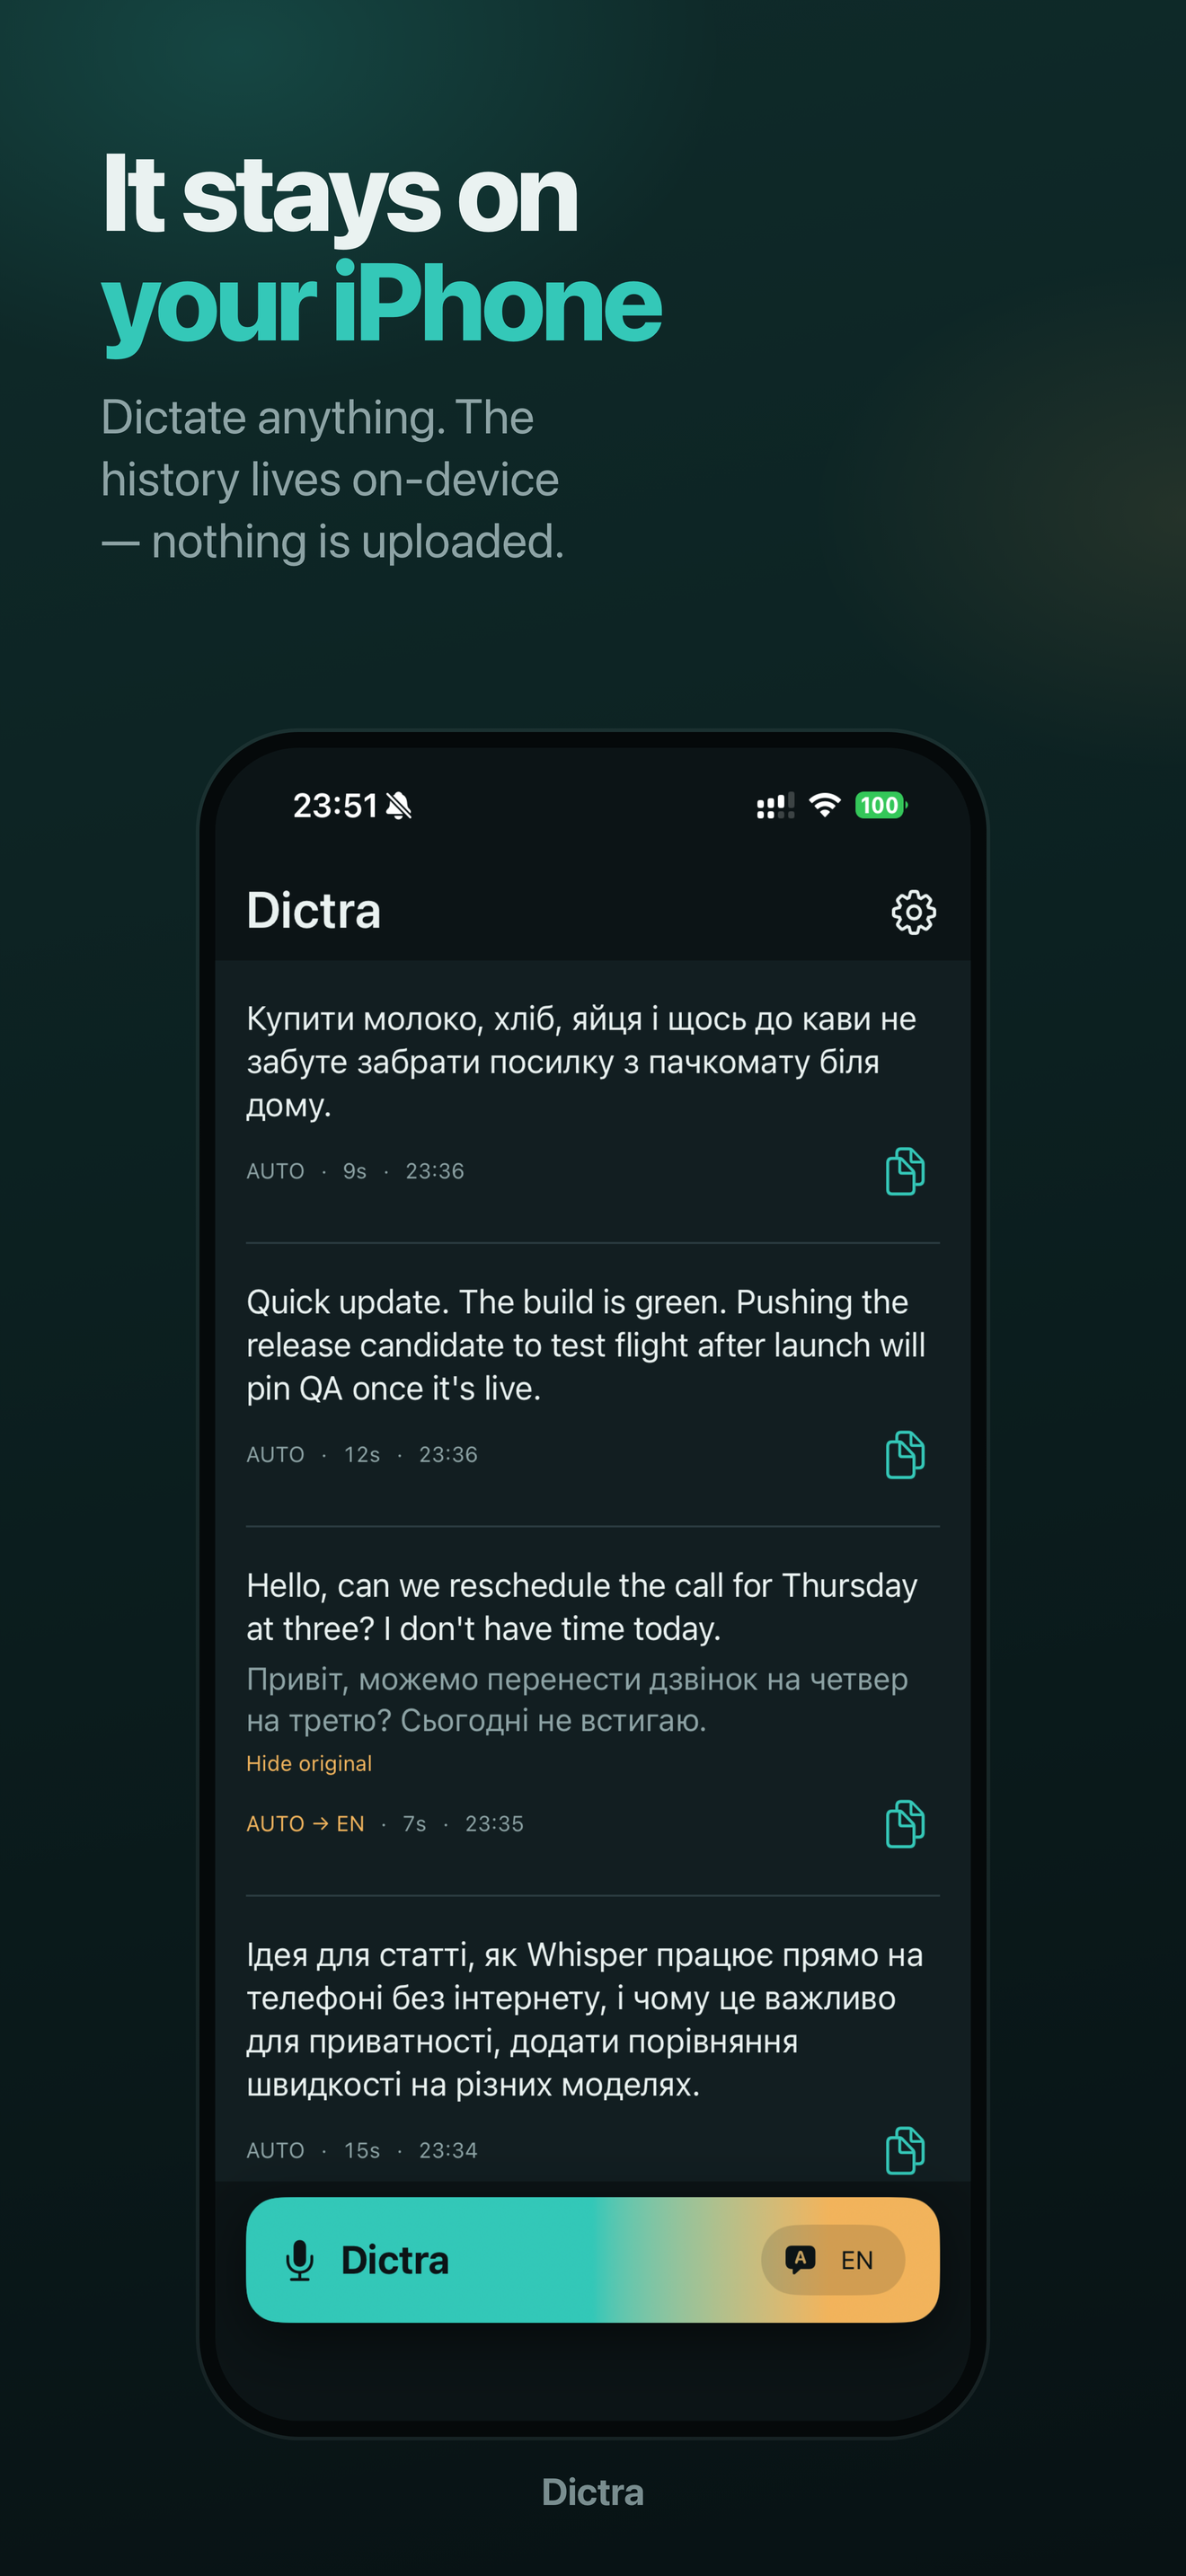 It stays on
your iPhone
Dictate anything. The
history lives on-device
— nothing is uploaded.
23:51
100
Dictra
Купити молоко, хліб, яйця і щось до кави не
забуте забрати посилку з пачкомату біля
дому.
AUTO · 9s · 23:36
Quick update. The build is green. Pushing the
release candidate to test flight after launch will
pin QA once it's live.
AUTO · 12s · 23:36
Hello, can we reschedule the call for Thursday
at three? I don't have time today.
Привіт, можемо перенести дзвінок на четвер
на третю? Сьогодні не встигаю.
Hide original
AUTO → EN · 7s · 23:35
Ідея для статті, як Whisper працює прямо на
телефоні без інтернету, і чому це важливо
для приватності, додати порівняння
швидкості на різних моделях.
AUTO · 15s · 23:34
Dictra
A EN
Dictra